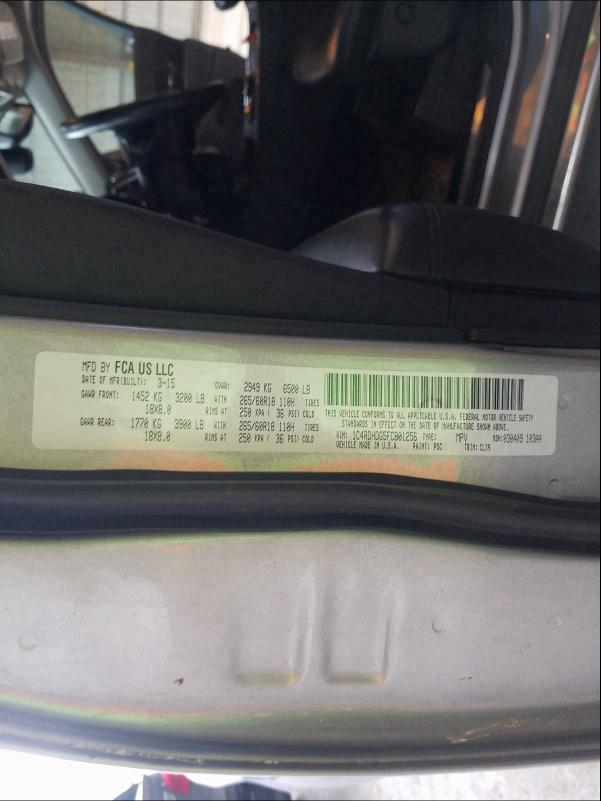 MFD BY FCA US LLC
DATE OF MFR(BUILT): 3-15 GVWR: 2949 KG 6500 LB
GAWR FRONT: 1452 KG 3200 LB WITH 265/60R18 110H TIRES
18X8.0 RIMS AT 250 KPA ( 36 PSI) COLD
GAWR REAR: 1770 KG 3900 LB WITH 265/60R18 110H TIRES
18X8.0 RIMS AT 250 KPA ( 36 PSI) COLD
THIS VEHICLE CONFORMS TO ALL APPLICABLE U.S.A. FEDERAL MOTOR VEHICLE SAFETY
STANDARDS IN EFFECT ON THE DATE OF MANUFACTURE SHOWN ABOVE.
VIN: 1C4RDHDG5FC801256 TYPE: MPV MDH: 030409 103AA
VEHICLE MADE IN U.S.A. PAINT: PSC TRIM: CLX9